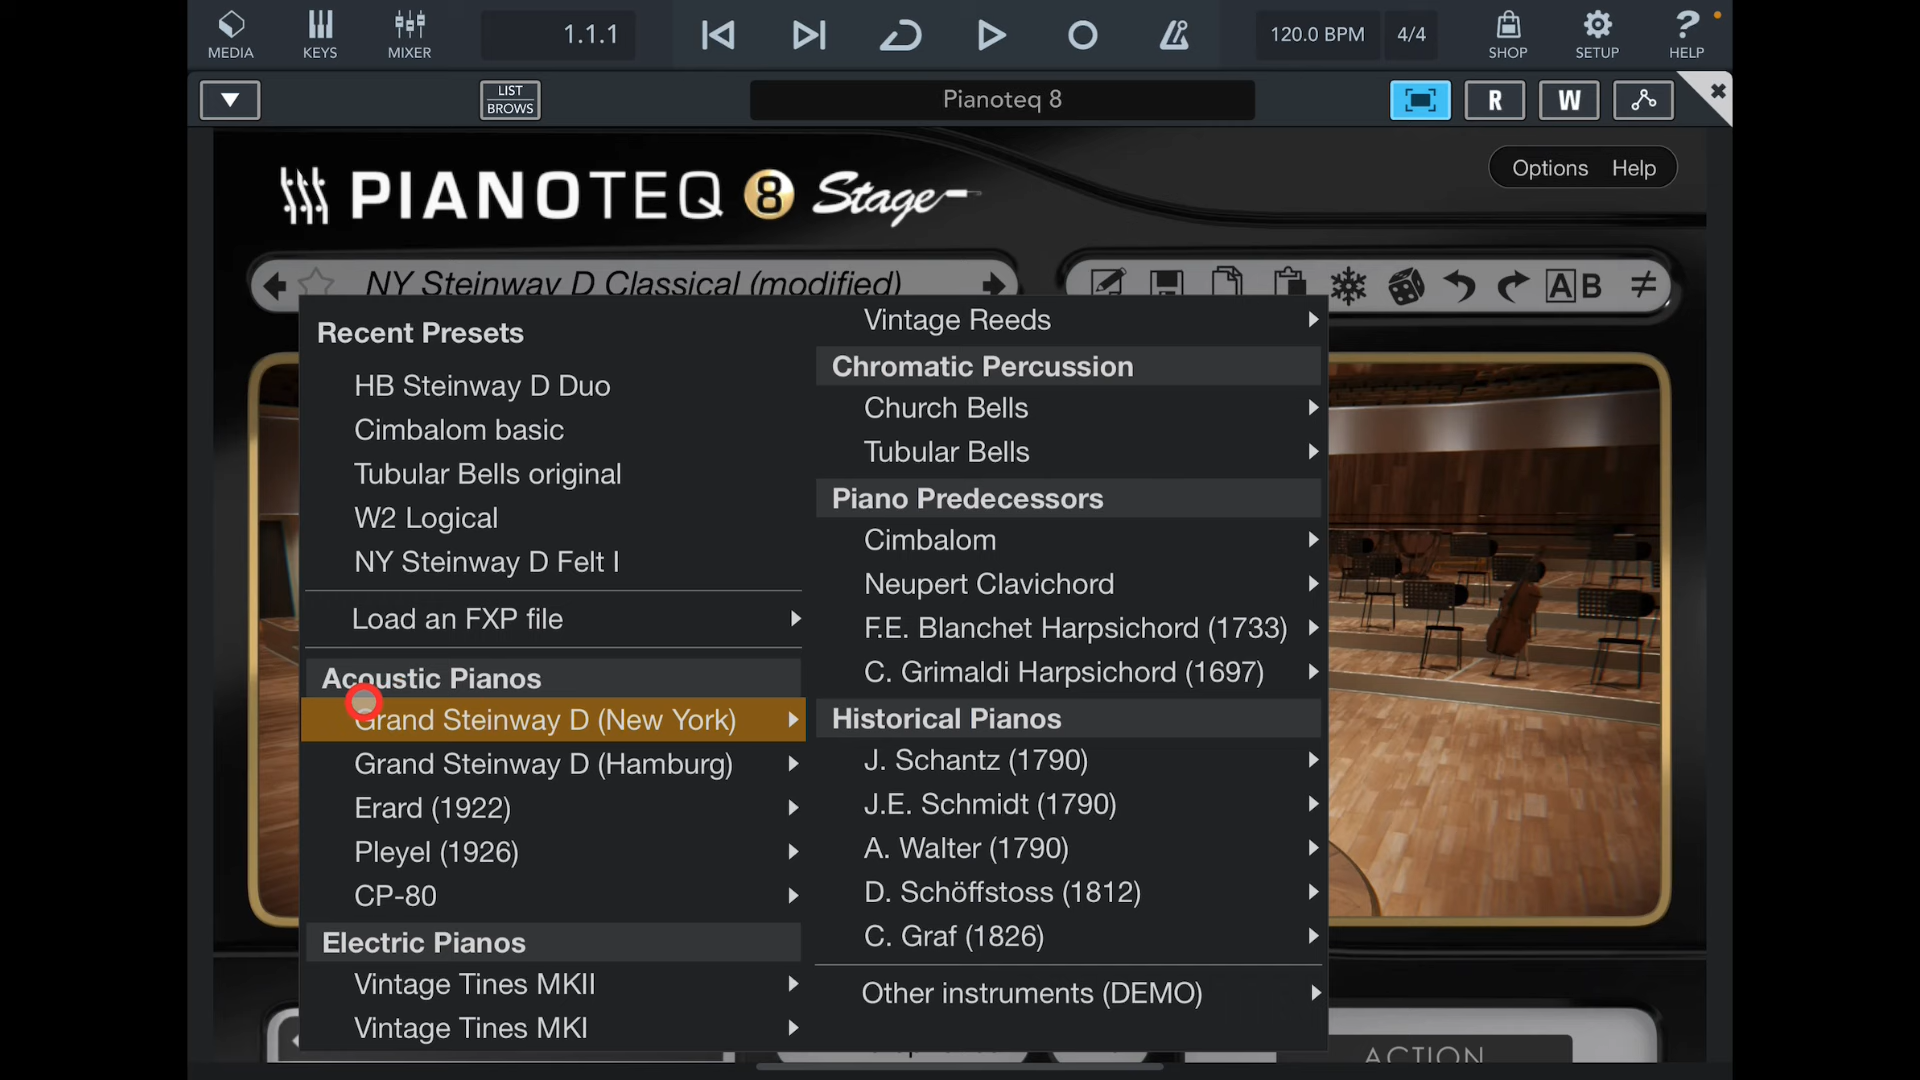 MEDIA
KEYS
MIXER
1.1.1
120.0 BPM
4/4
SHOP
SETUP
?
HELP
LIST
BROWS
Pianoteq 8
R
W
PIANOTEQ 8 Stage
Options
Help
NY Steinway D Classical (modified)
A B
Recent Presets
HB Steinway D Duo
Cimbalom basic
Tubular Bells original
W2 Logical
NY Steinway D Felt I
Load an FXP file
Acoustic Pianos
Grand Steinway D (New York)
Grand Steinway D (Hamburg)
Erard (1922)
Pleyel (1926)
CP-80
Electric Pianos
Vintage Tines MKII
Vintage Tines MKI
Vintage Reeds
Chromatic Percussion
Church Bells
Tubular Bells
Piano Predecessors
Cimbalom
Neupert Clavichord
F.E. Blanchet Harpsichord (1733)
C. Grimaldi Harpsichord (1697)
Historical Pianos
J. Schantz (1790)
J.E. Schmidt (1790)
A. Walter (1790)
D. Schöffstoss (1812)
C. Graf (1826)
Other instruments (DEMO)
ACTION